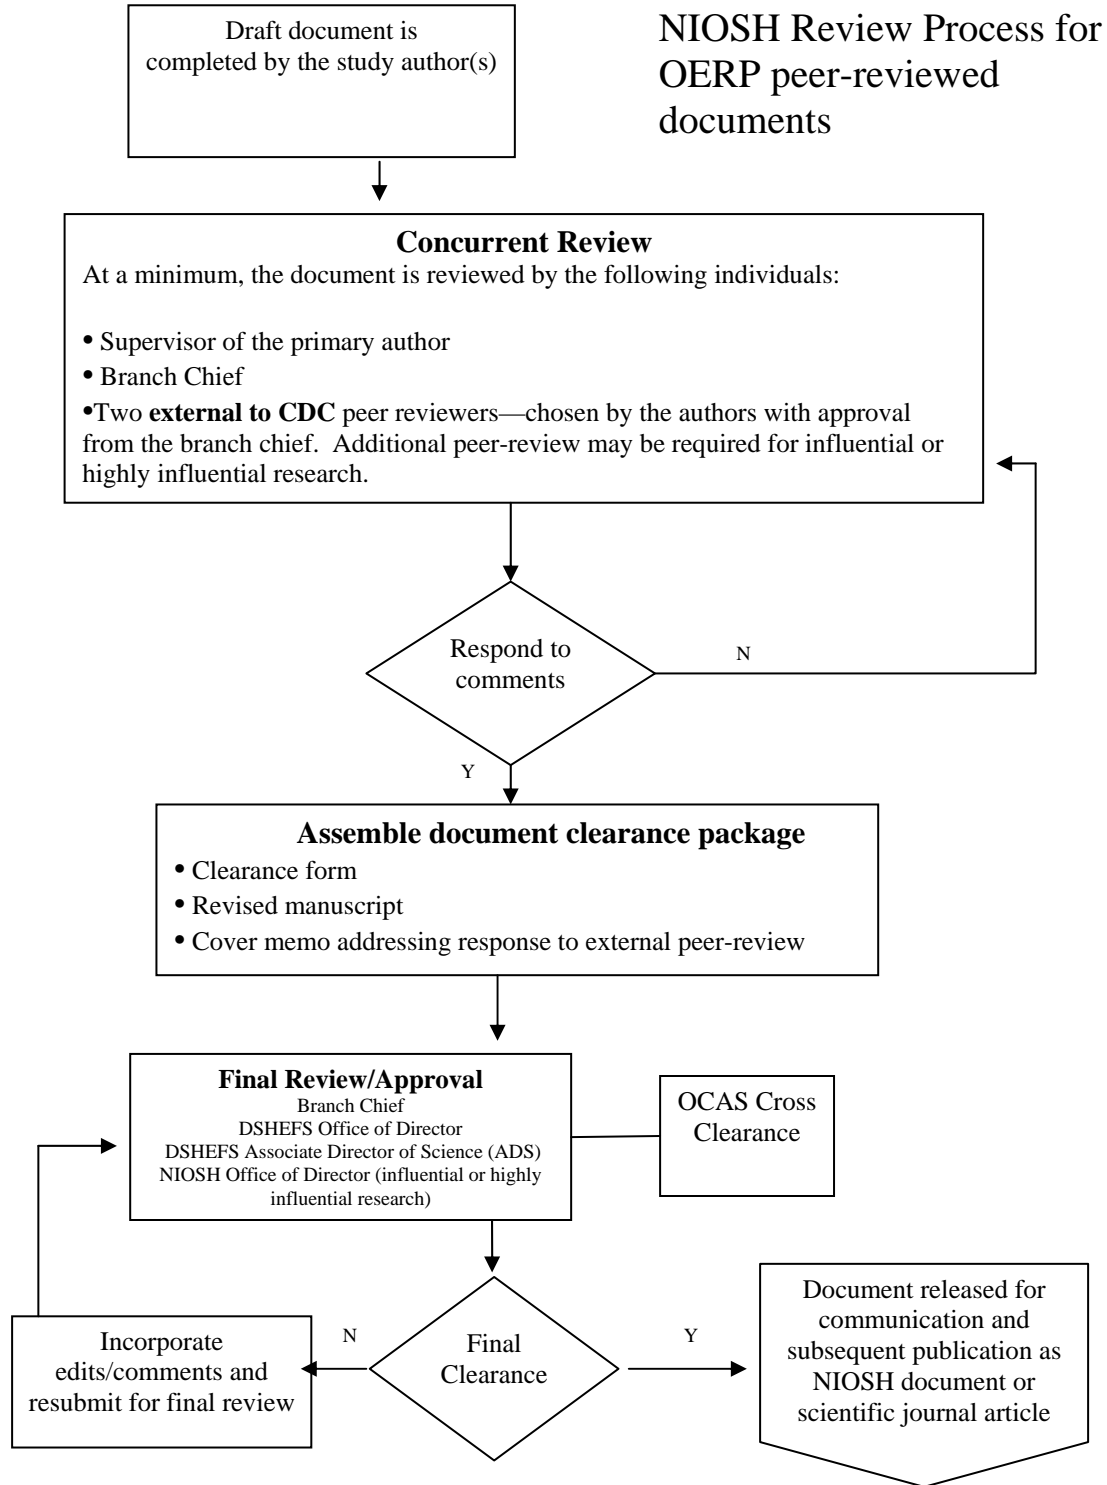 NIOSH Review Process for
OERP peer-reviewed
documents
Draft document is
completed by the study author(s)
Concurrent Review
At a minimum, the document is reviewed by the following individuals:
• Supervisor of the primary author
• Branch Chief
•Two external to CDC peer reviewers—chosen by the authors with approval
from the branch chief.  Additional peer-review may be required for influential or
highly influential research.
Respond to
comments
N
Y
Assemble document clearance package
• Clearance form
• Revised manuscript
• Cover memo addressing response to external peer-review
Final Review/Approval
Branch Chief
DSHEFS Office of Director
DSHEFS Associate Director of Science (ADS)
NIOSH Office of Director (influential or highly
influential research)
OCAS Cross
Clearance
Final
Clearance
N
Y
Incorporate
edits/comments and
resubmit for final review
Document released for
communication and
subsequent publication as
NIOSH document or
scientific journal article